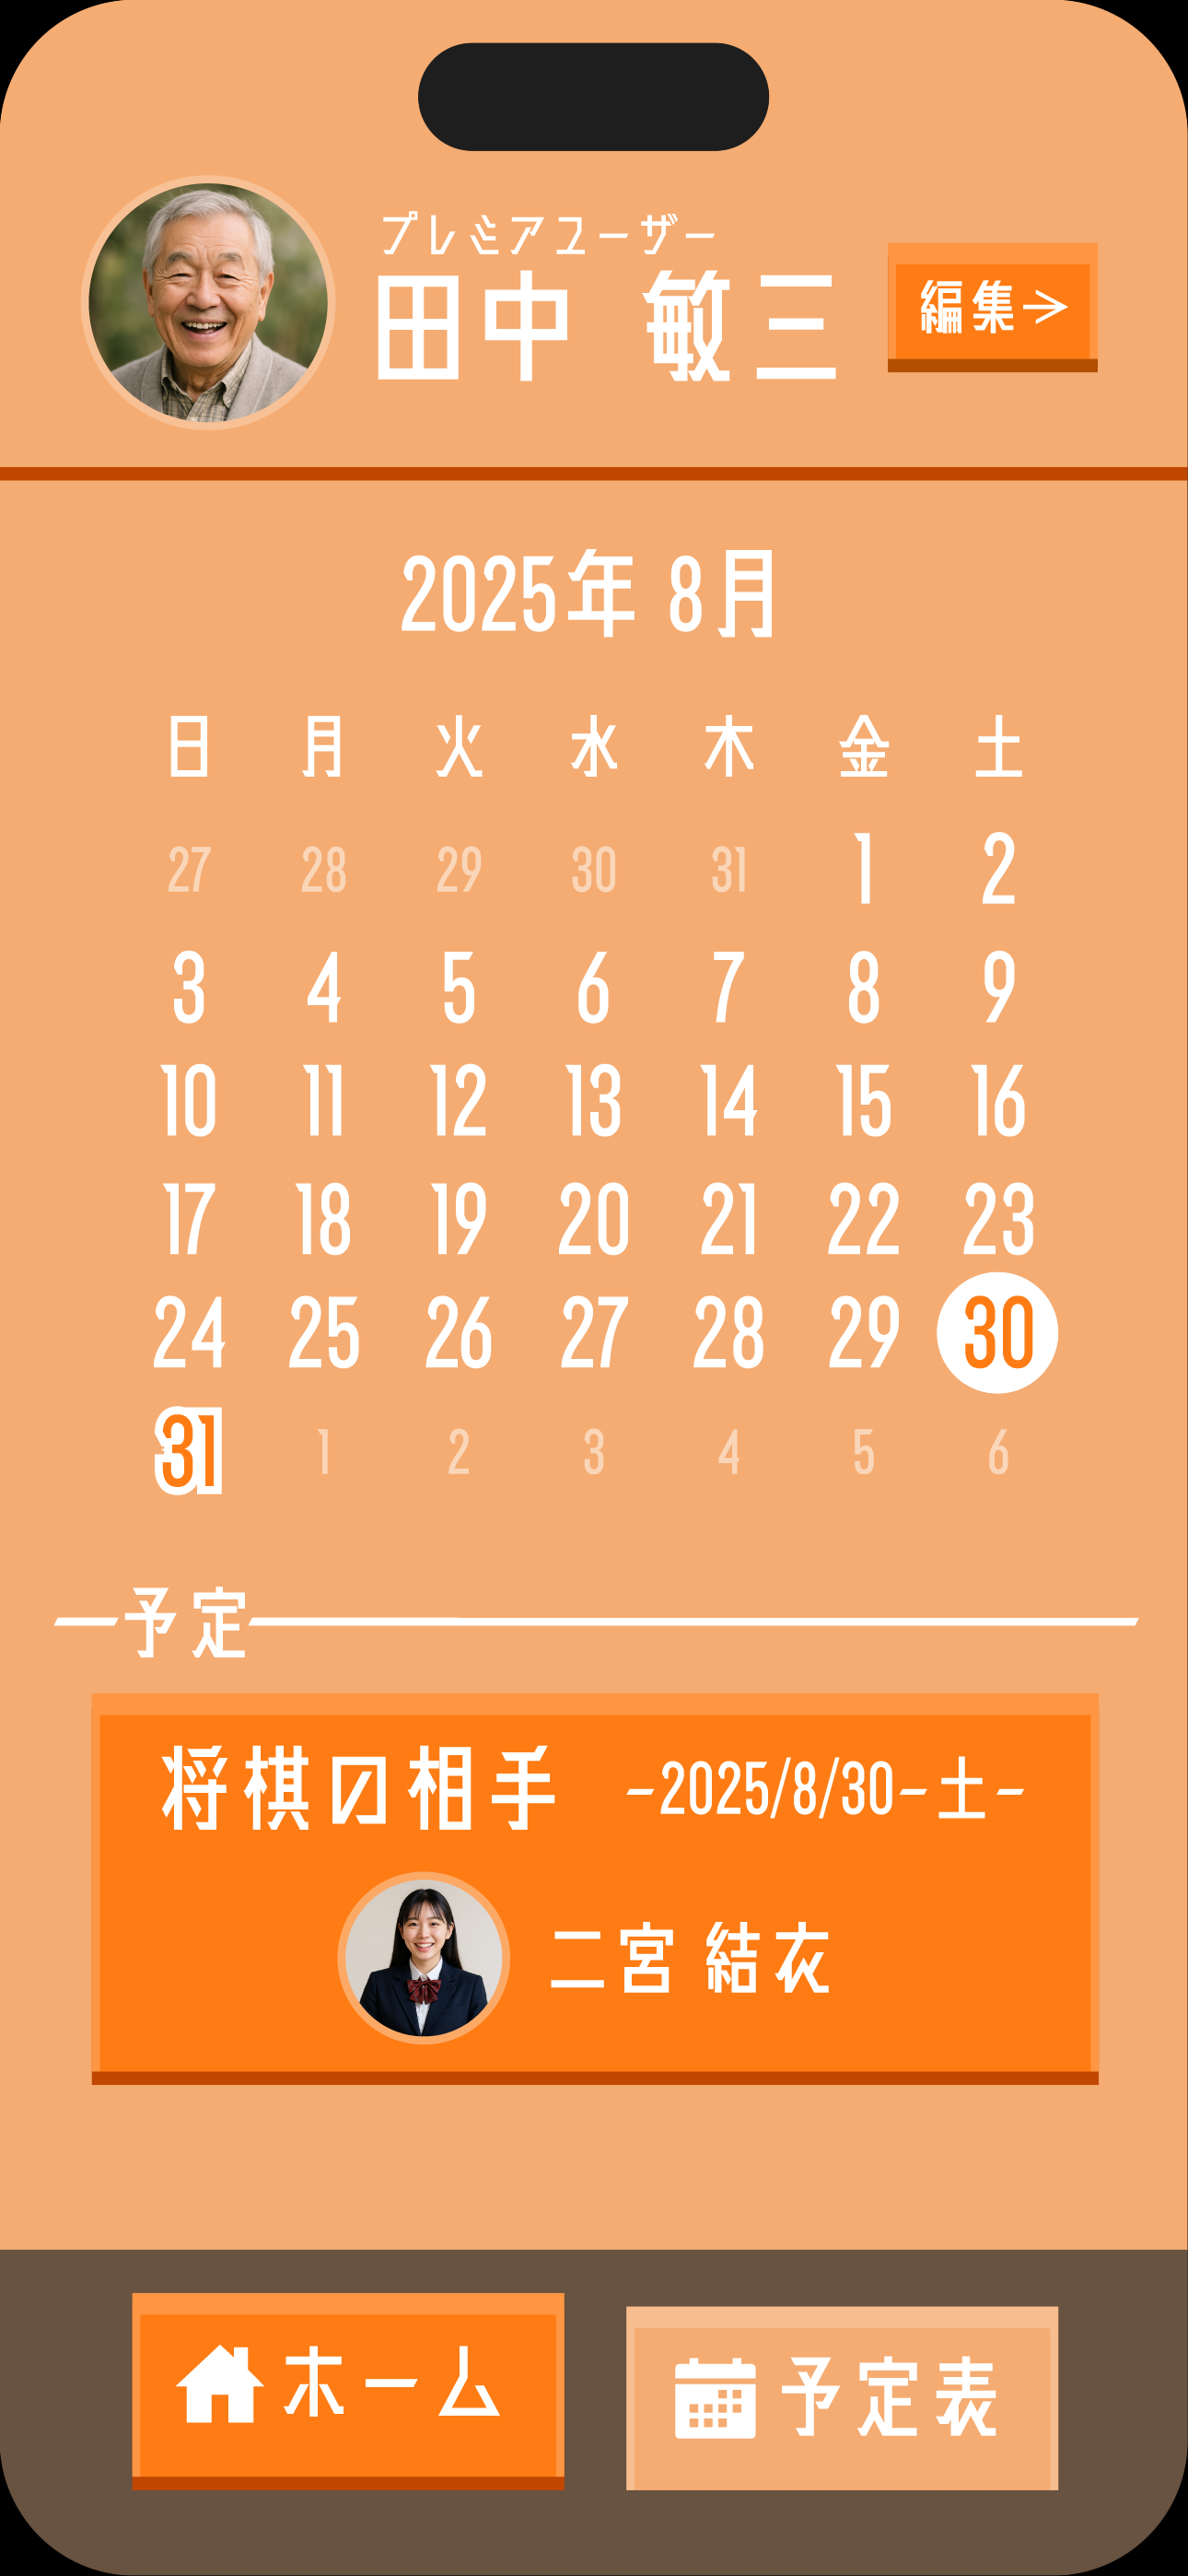 プレミアユーザー
田中 敏三
編集→
2025年 8月
日 月 火 水 木 金 土
27 28 29 30 31 1 2
3 4 5 6 7 8 9
10 11 12 13 14 15 16
17 18 19 20 21 22 23
24 25 26 27 28 29 30
31 1 2 3 4 5 6
予定
将棋の相手 -2025/8/30-土-
二宮 結衣
ホーム 予定表